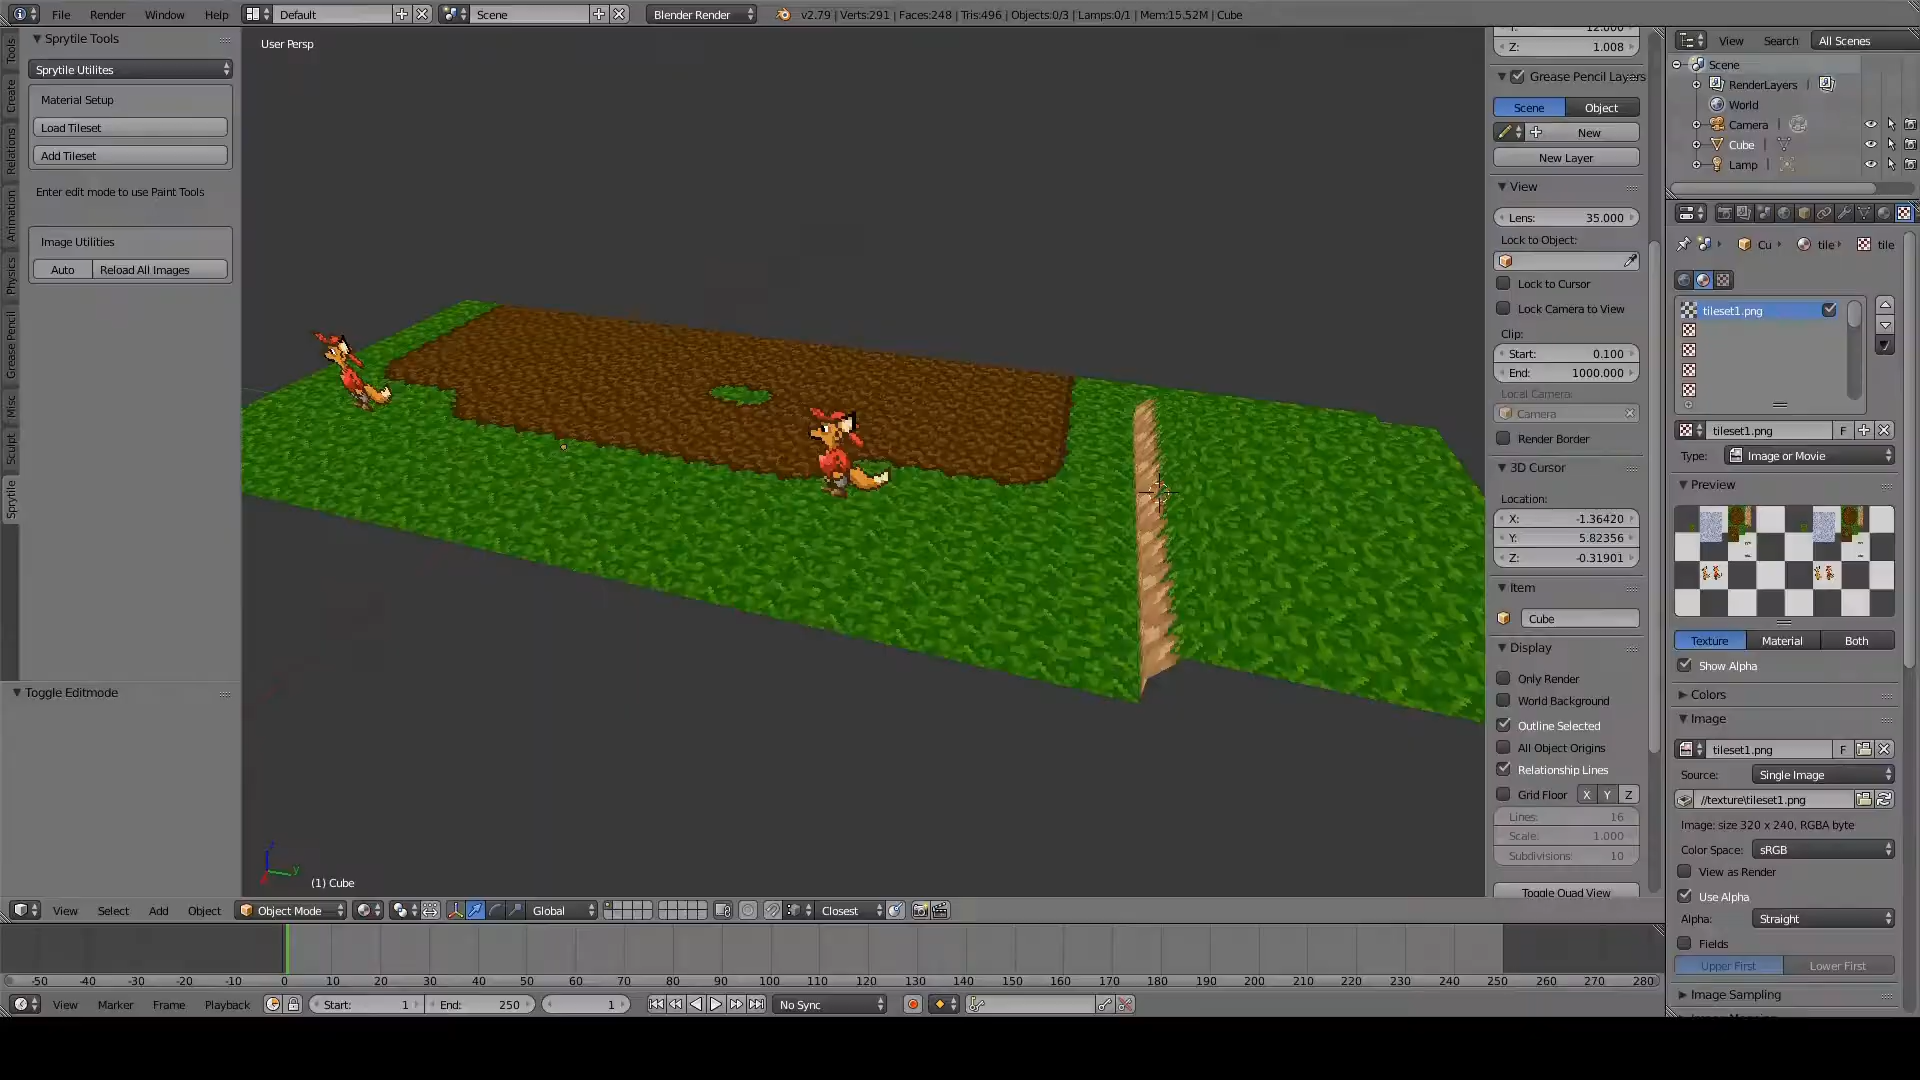 File Render Window Help Default Scene Blender Render v2.79 | Verts:291 | Faces:248 | Tris:496 | Objects:0/3 | Lamps:0/1 | Mem:15.52M | Cube
Sprytile Tools
Sprytile Utilites
Material Setup
Load Tileset
Add Tileset
Enter edit mode to use Paint Tools
Image Utilities
Auto Reload All Images
Tools
Create
Relations
Animation
Physics
Grease Pencil
Misc
Sculpt
Sprytile
Toggle Editmode
User Persp
(1) Cube
Z: 1.008
Grease Pencil Layers
Scene Object
New
New Layer
View
Lens: 35.000
Lock to Object:
Lock to Cursor
Lock Camera to View
Clip:
Start: 0.100
End: 1000.000
Local Camera:
Camera
Render Border
3D Cursor
Location:
X: -1.36420
Y: 5.82356
Z: -0.31901
Item
Cube
Display
Only Render
World Background
Outline Selected
All Object Origins
Relationship Lines
Grid Floor X Y Z
Lines: 16
Scale: 1.000
Subdivisions: 10
Toggle Quad View
View Search All Scenes
Scene
RenderLayers
World
Camera
Cube
Lamp
Cu tile tile
tileset1.png
tileset1.png F
Type: Image or Movie
Preview
Texture Material Both
Show Alpha
Colors
Image
tileset1.png F
Source: Single Image
//texture\tileset1.png
Image: size 320 x 240, RGBA byte
Color Space: sRGB
View as Render
Use Alpha
Alpha: Straight
Fields
Upper First Lower First
Image Sampling
View Select Add Object Object Mode Global Closest
-50 -40 -30 -20 -10 0 10 20 30 40 50 60 70 80 90 100 110 120 130 140 150 160 170 180 190 200 210 220 230 240 250 260 270 280
View Marker Frame Playback Start: 1 End: 250 1 No Sync